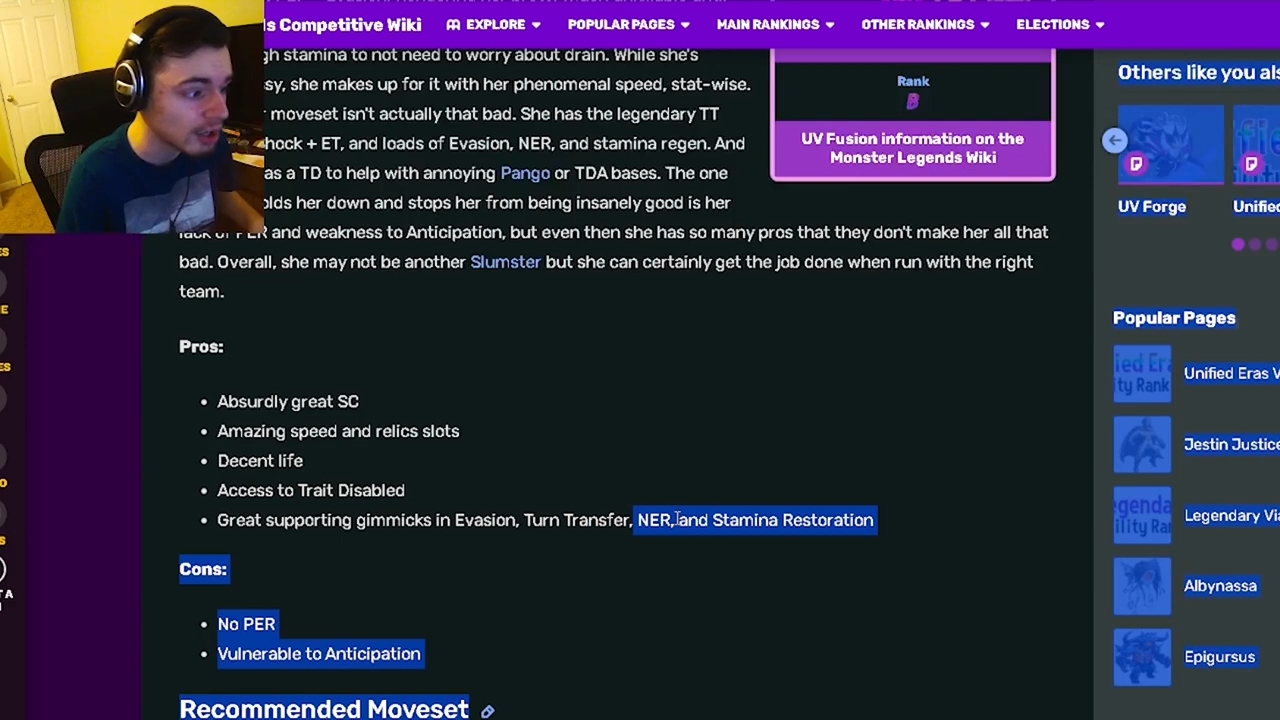 ls Competitive Wiki
EXPLORE
POPULAR PAGES
MAIN RANKINGS
OTHER RANKINGS
ELECTIONS
gh stamina to not need to worry about drain. While she's
sy, she makes up for it with her phenomenal speed, stat-wise.
moveset isn't actually that bad. She has the legendary TT
hock + ET, and loads of Evasion, NER, and stamina regen. And
as a TD to help with annoying Pango or TDA bases. The one
olds her down and stops her from being insanely good is her
lack of PER and weakness to Anticipation, but even then she has so many pros that they don't make her all that
bad. Overall, she may not be another Slumster but she can certainly get the job done when run with the right
team.
Rank
B
UV Fusion information on the
Monster Legends Wiki
Pros:
• Absurdly great SC
• Amazing speed and relics slots
• Decent life
• Access to Trait Disabled
• Great supporting gimmicks in Evasion, Turn Transfer, NER, and Stamina Restoration
Cons:
• No PER
• Vulnerable to Anticipation
Recommended Moveset
Others like you als
UV Forge
Unified
Popular Pages
Unified Eras V
Jestin Justice
Legendary Via
Albynassa
Epigursus